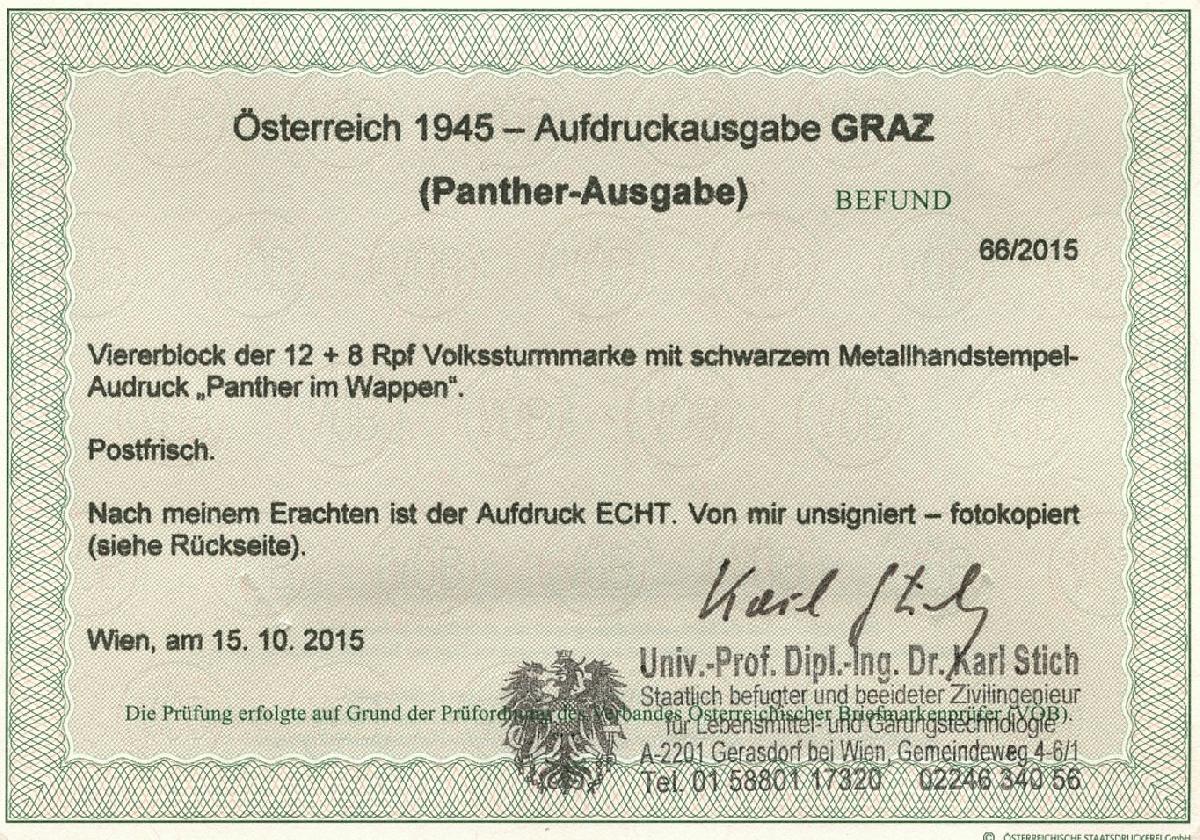 Österreich 1945 – Aufdruckausgabe GRAZ
(Panther-Ausgabe) BEFUND
66/2015
Viererblock der 12 + 8 Rpf Volkssturmmarke mit schwarzem Metallhandstempel-
Audruck „Panther im Wappen“.
Postfrisch.
Nach meinem Erachten ist der Aufdruck ECHT. Von mir unsigniert – fotokopiert
(siehe Rückseite).
Karl Stich
Wien, am 15. 10. 2015
Univ.-Prof. Dipl.-Ing. Dr. Karl Stich
Staatlich befugter und beeideter Zivilingenieur
Die Prüfung erfolgte auf Grund der Prüfordnung des Verbandes Österreichischer Briefmarkenprüfer (VÖB).
für Lebensmittel- und Gärungstechnologie
A-2201 Gerasdorf bei Wien, Gemeindeweg 4-6/1
Tel. 01 58801 17320 02246 340 56
© ÖSTERREICHISCHE STAATSDRUCKEREI GmbH